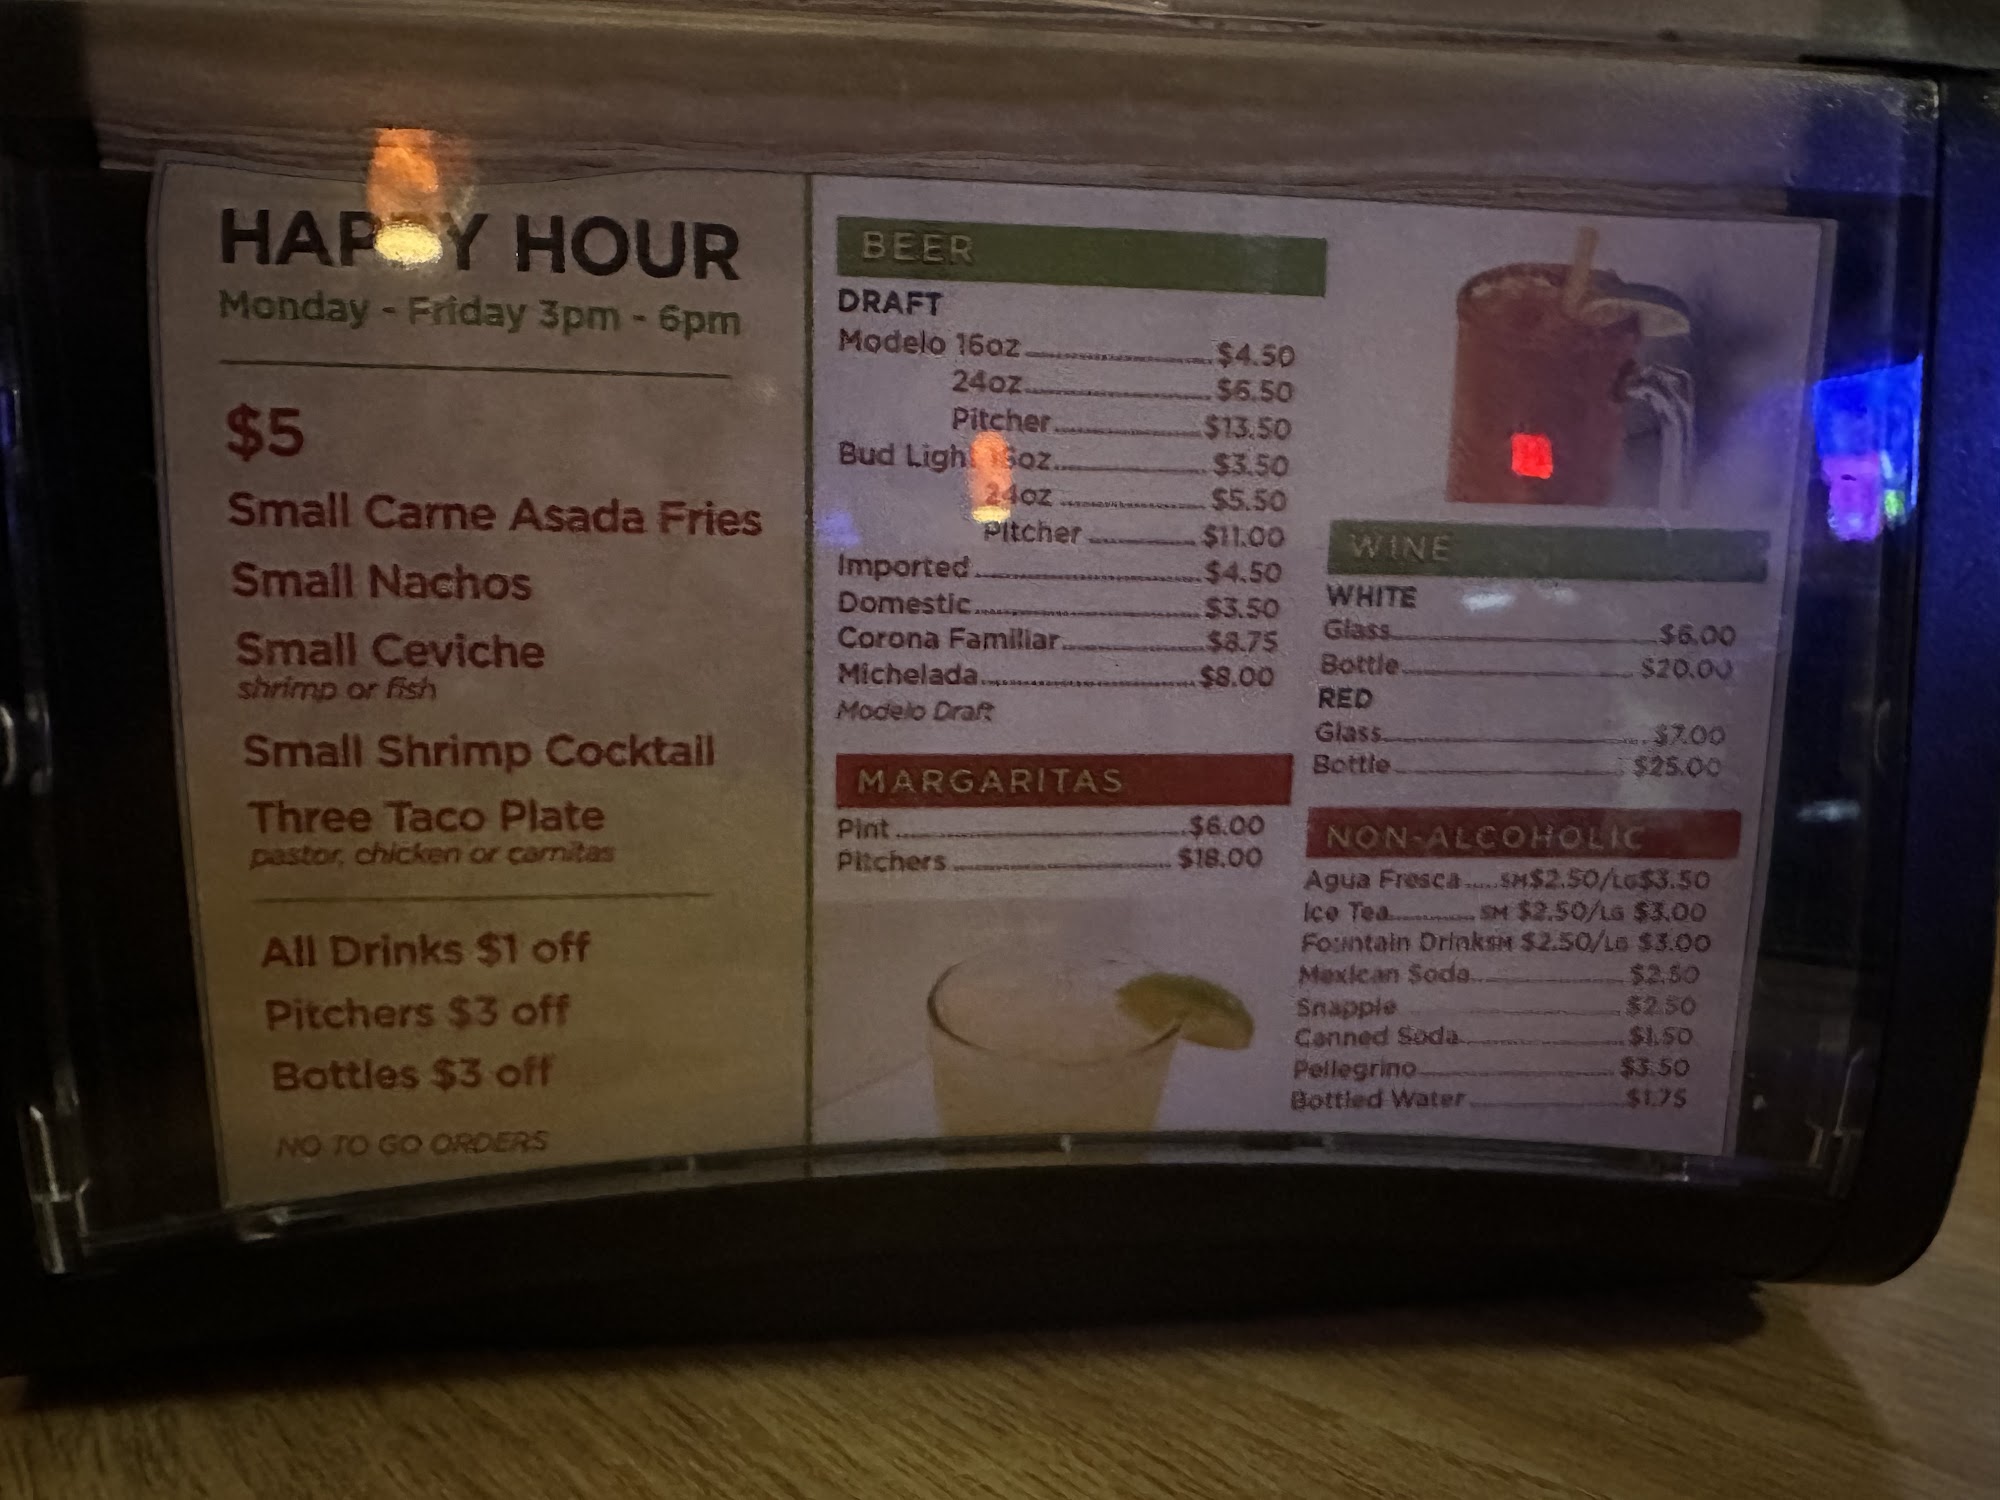 HAPPY HOUR
Monday - Friday 3pm - 6pm
$5
Small Carne Asada Fries
Small Nachos
Small Ceviche
shrimp or fish
Small Shrimp Cocktail
Three Taco Plate
pastor, chicken or carnitas
All Drinks $1 off
Pitchers $3 off
Bottles $3 off
NO TO GO ORDERS
BEER
DRAFT
Modelo 16oz $4.50
24oz $6.50
Pitcher $13.50
Bud Light 16oz $3.50
24oz $5.50
Pitcher $11.00
Imported $4.50
Domestic $3.50
Corona Familiar $8.75
Michelada $8.00
Modelo Draft
MARGARITAS
Pint $6.00
Pitchers $18.00
WINE
WHITE
Glass $6.00
Bottle $20.00
RED
Glass $7.00
Bottle $25.00
NON-ALCOHOLIC
Agua Fresca SM$2.50/LG$3.50
Ice Tea SM $2.50/LG $3.00
Fountain DrinkSM $2.50/LG $3.00
Mexican Soda $2.50
Snapple $2.50
Canned Soda $1.50
Pellegrino $3.50
Bottled Water $1.75